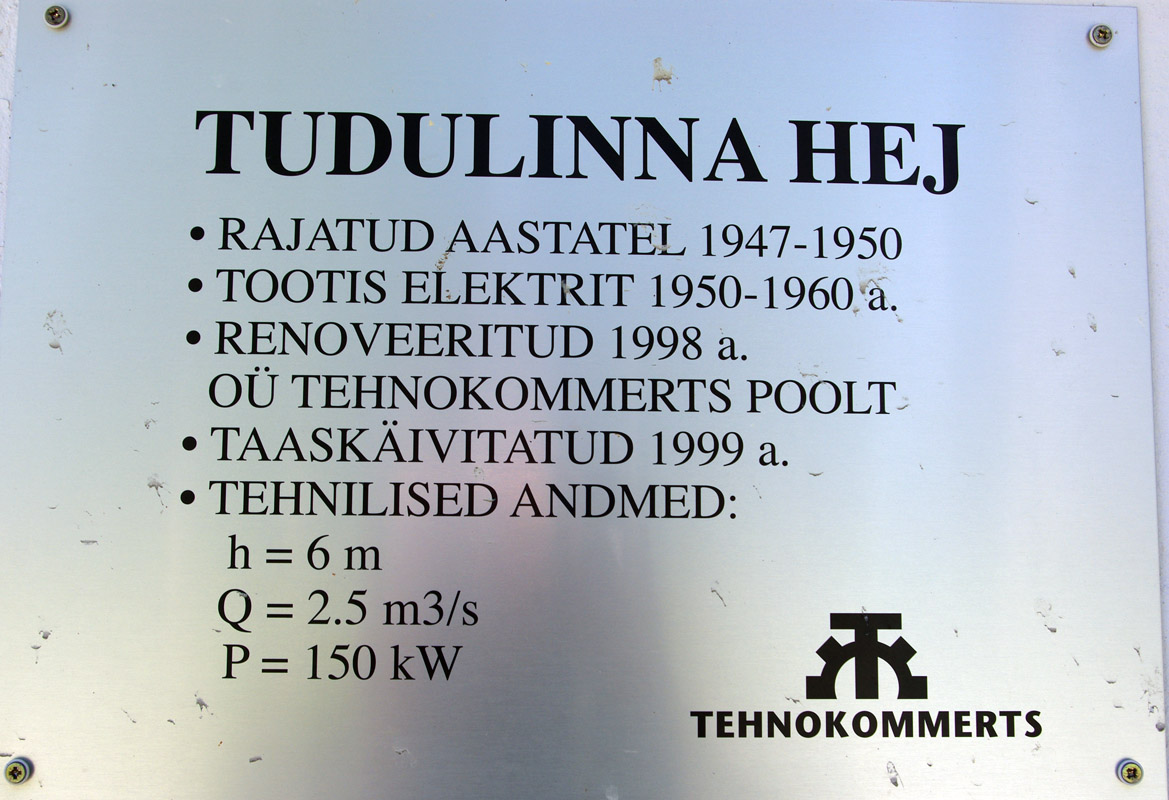 TUDULINNA HEJ
• RAJATUD AASTATEL 1947-1950
• TOOTIS ELEKTRIT 1950-1960 a.
• RENOVEERITUD 1998 a.
OÜ TEHNOKOMMERTS POOLT
• TAASKÄIVITATUD 1999 a.
• TEHNILISED ANDMED:
h = 6 m
Q = 2.5 m3/s
P = 150 kW
TEHNOKOMMERTS